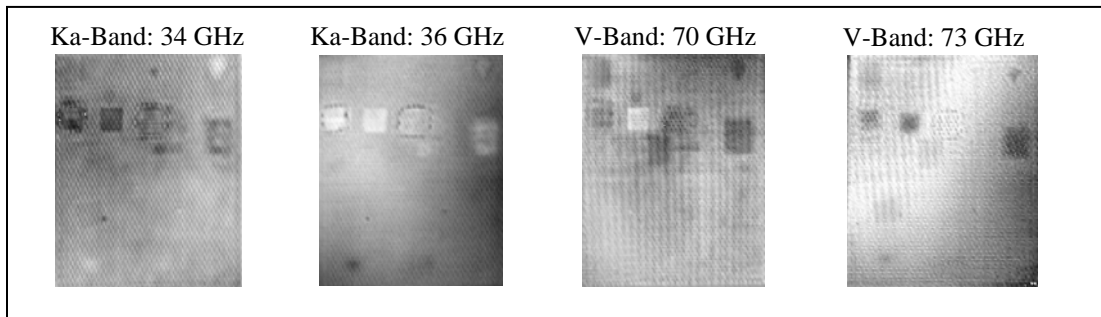 Ka-Band: 34 GHz
Ka-Band: 36 GHz
V-Band: 70 GHz
V-Band: 73 GHz